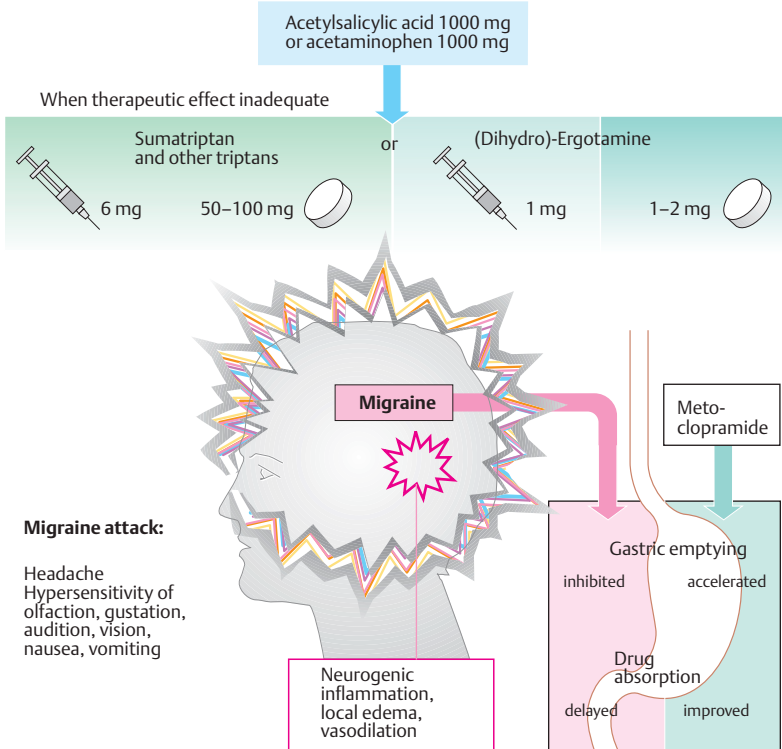 Acetylsalicylic acid 1000 mg
or acetaminophen 1000 mg
When therapeutic effect inadequate
Sumatriptan
and other triptans
or
(Dihydro)-Ergotamine
6 mg
50–100 mg
1 mg
1–2 mg
Migraine
Meto-
clopramide
Migraine attack:
Headache
Hypersensitivity of
olfaction, gustation,
audition, vision,
nausea, vomiting
Neurogenic
inflammation,
local edema,
vasodilation
Gastric emptying
inhibited
accelerated
Drug
absorption
delayed
improved